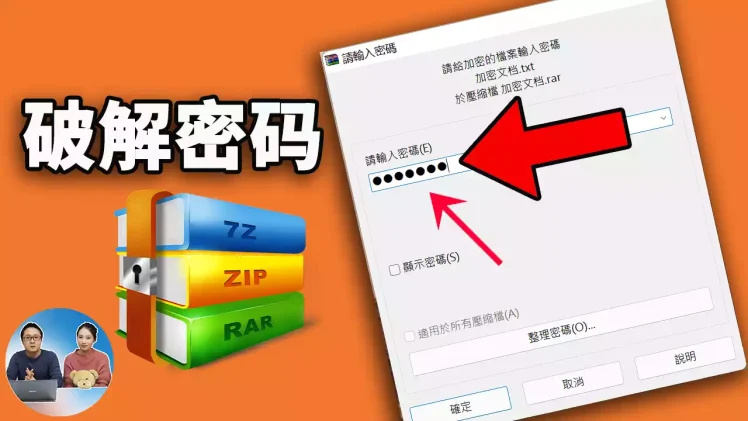 破解密码
7Z
ZIP
RAR
請輸入密碼
請給加密的檔案輸入密碼
加密文档.txt
於壓縮檔 加密文档.rar
請輸入密碼(E)
顯示密碼(S)
適用於所有壓縮檔(A)
整理密碼(O)...
確定
取消
說明